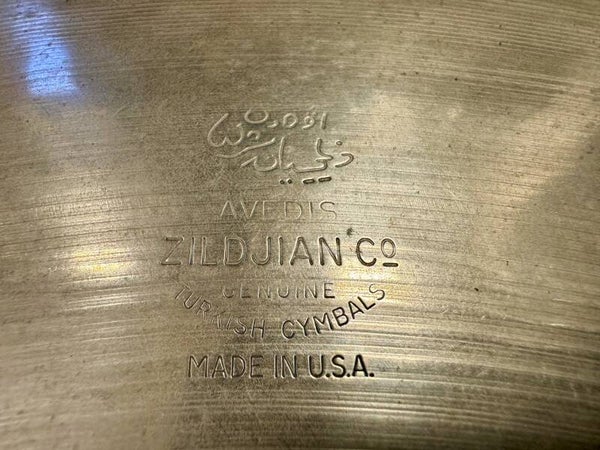 AVEDIS
ZILDJIAN Cº
GENUINE
TURKISH CYMBALS
MADE IN U.S.A.